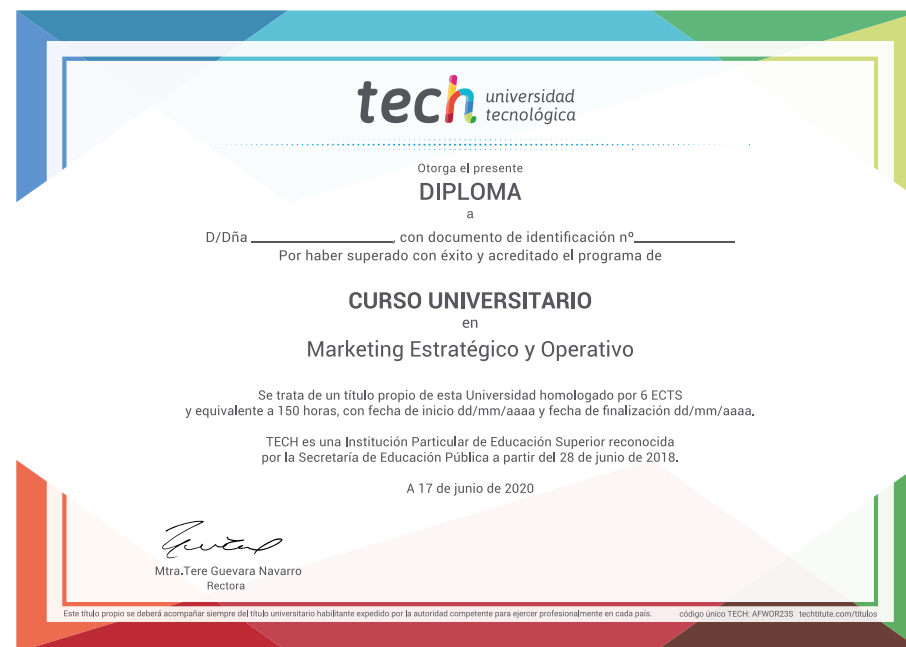 tech universidad
tecnológica
Otorga el presente
DIPLOMA
a
D/Dña ____________________, con documento de identificación nº______________
Por haber superado con éxito y acreditado el programa de
CURSO UNIVERSITARIO
en
Marketing Estratégico y Operativo
Se trata de un título propio de esta Universidad homologado por 6 ECTS
y equivalente a 150 horas, con fecha de inicio dd/mm/aaaa y fecha de finalización dd/mm/aaaa.
TECH es una Institución Particular de Educación Superior reconocida
por la Secretaría de Educación Pública a partir del 28 de junio de 2018.
A 17 de junio de 2020
Mtra.Tere Guevara Navarro
Rectora
Este título propio se deberá acompañar siempre del título universitario habilitante expedido por la autoridad competente para ejercer profesionalmente en cada país. código único TECH: AFWOR23S techtitute.com/titulos